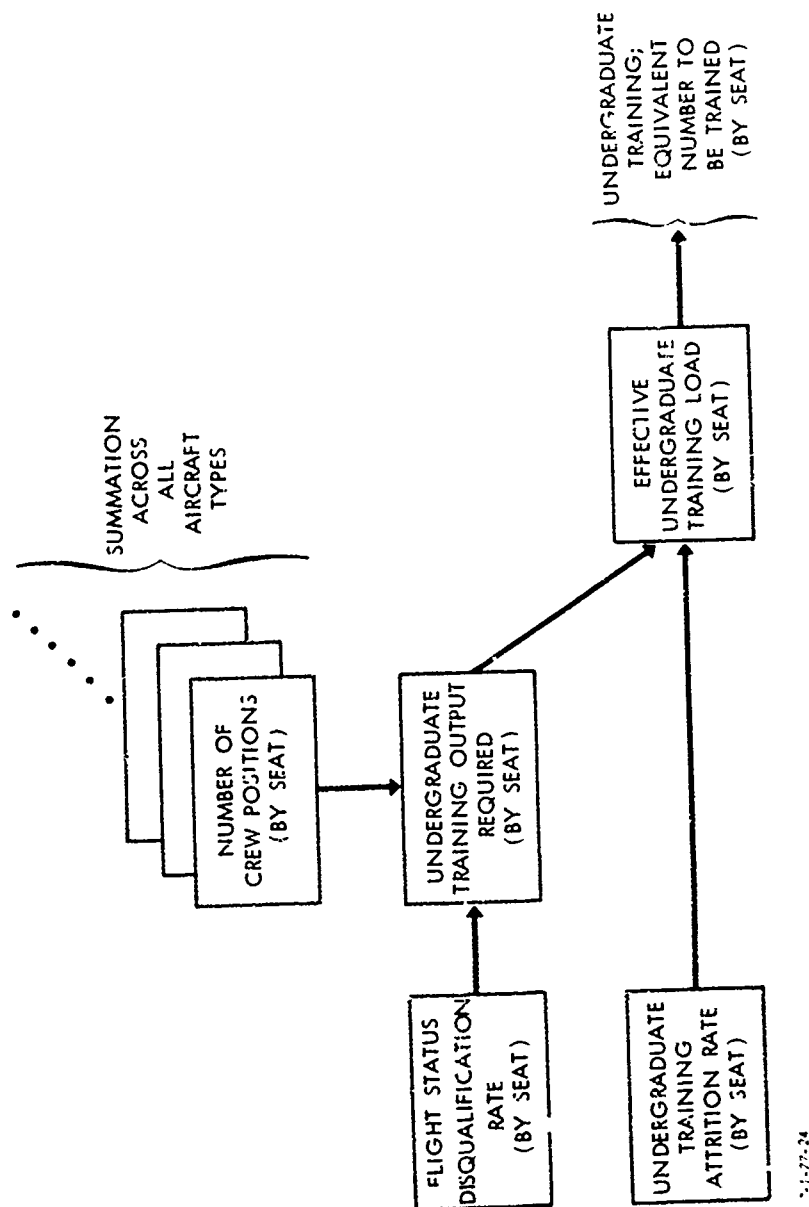 SUMMATION
ACROSS
ALL
AIRCRAFT
TYPES
NUMBER OF
CREW POSITIONS
(BY SEAT)
FLIGHT STATUS
DISQUALIFICATION
RATE
(BY SEAT)
UNDERGRADUATE
TRAINING OUTPUT
REQUIRED
(BY SEAT)
UNDERGRADUATE
TRAINING
ATTRITION RATE
(BY SEAT)
EFFECTIVE
UNDERGRADUATE
TRAINING LOAD
(BY SEAT)
UNDERGRADUATE
TRAINING;
EQUIVALENT
NUMBER TO
BE TRAINED
(BY SEAT)